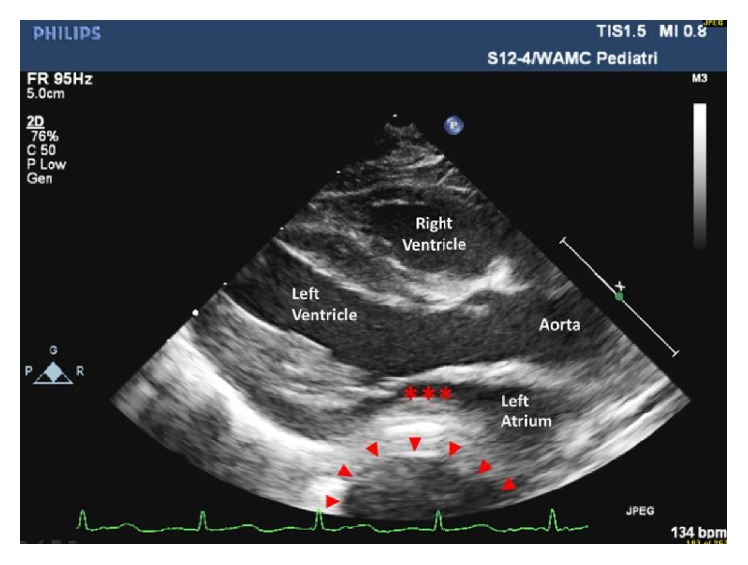 JPEG
PHILIPS
TIS1.5 MI 0.8
S12-4/WAMC Pediatri
FR 95Hz
5.0cm
M3
2D
76%
C 50
P Low
Gen
P
Right
Ventricle
x
Left
Ventricle
Aorta
G
P R
***
Left
Atrium
JPEG
134 bpm